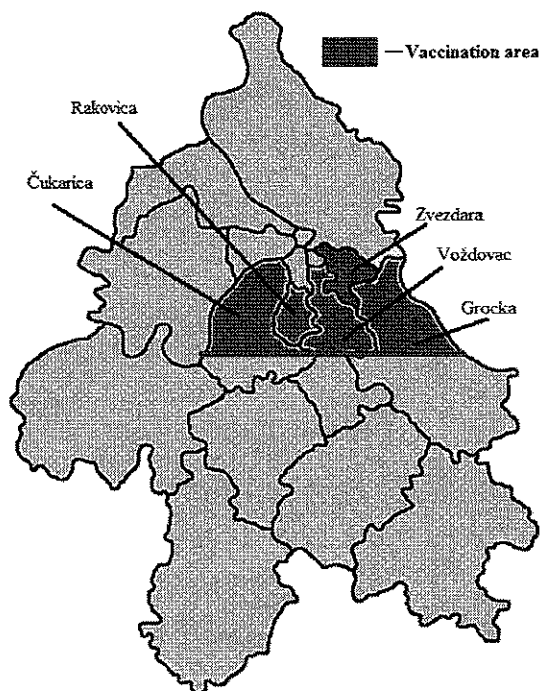 —Vaccination area
Rakovica
Čukarica
Zvezdara
Voždovac
Grocka